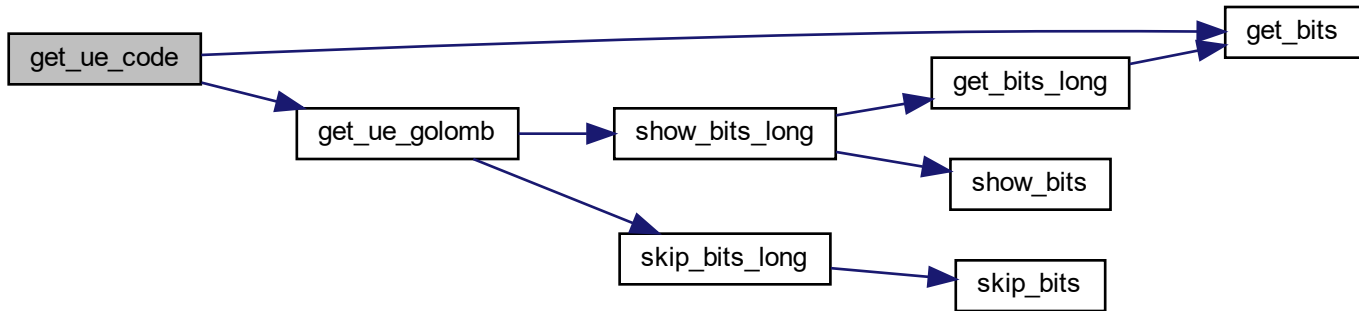 get_ue_code
get_ue_golomb
show_bits_long
get_bits_long
get_bits
show_bits
skip_bits_long
skip_bits